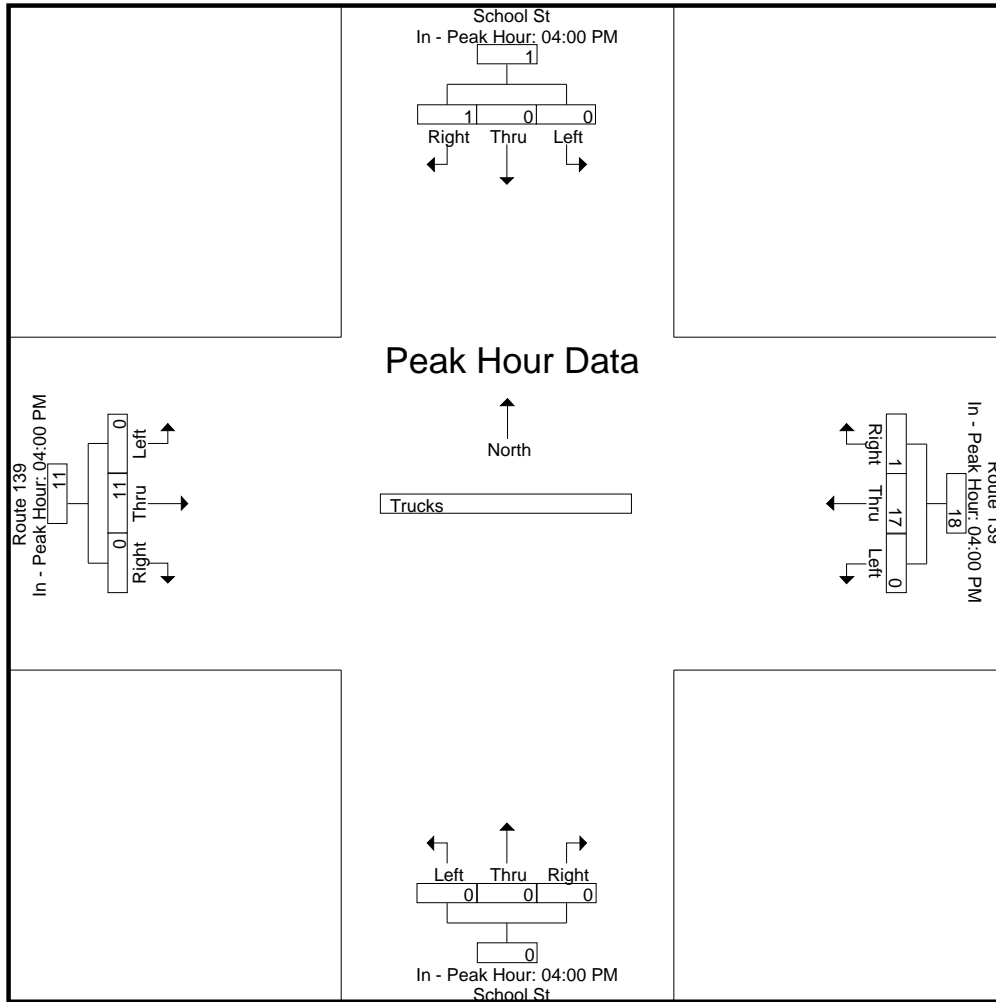 School St
In - Peak Hour: 04:00 PM
1
1 0 0
Right Thru Left
Peak Hour Data
North
Trucks
Route 139
In - Peak Hour: 04:00 PM
11
0 11 0
Left Thru Right
Route 139
In - Peak Hour: 04:00 PM
18
1 17 0
Right Thru Left
Left Thru Right
0 0 0
0
In - Peak Hour: 04:00 PM
School St